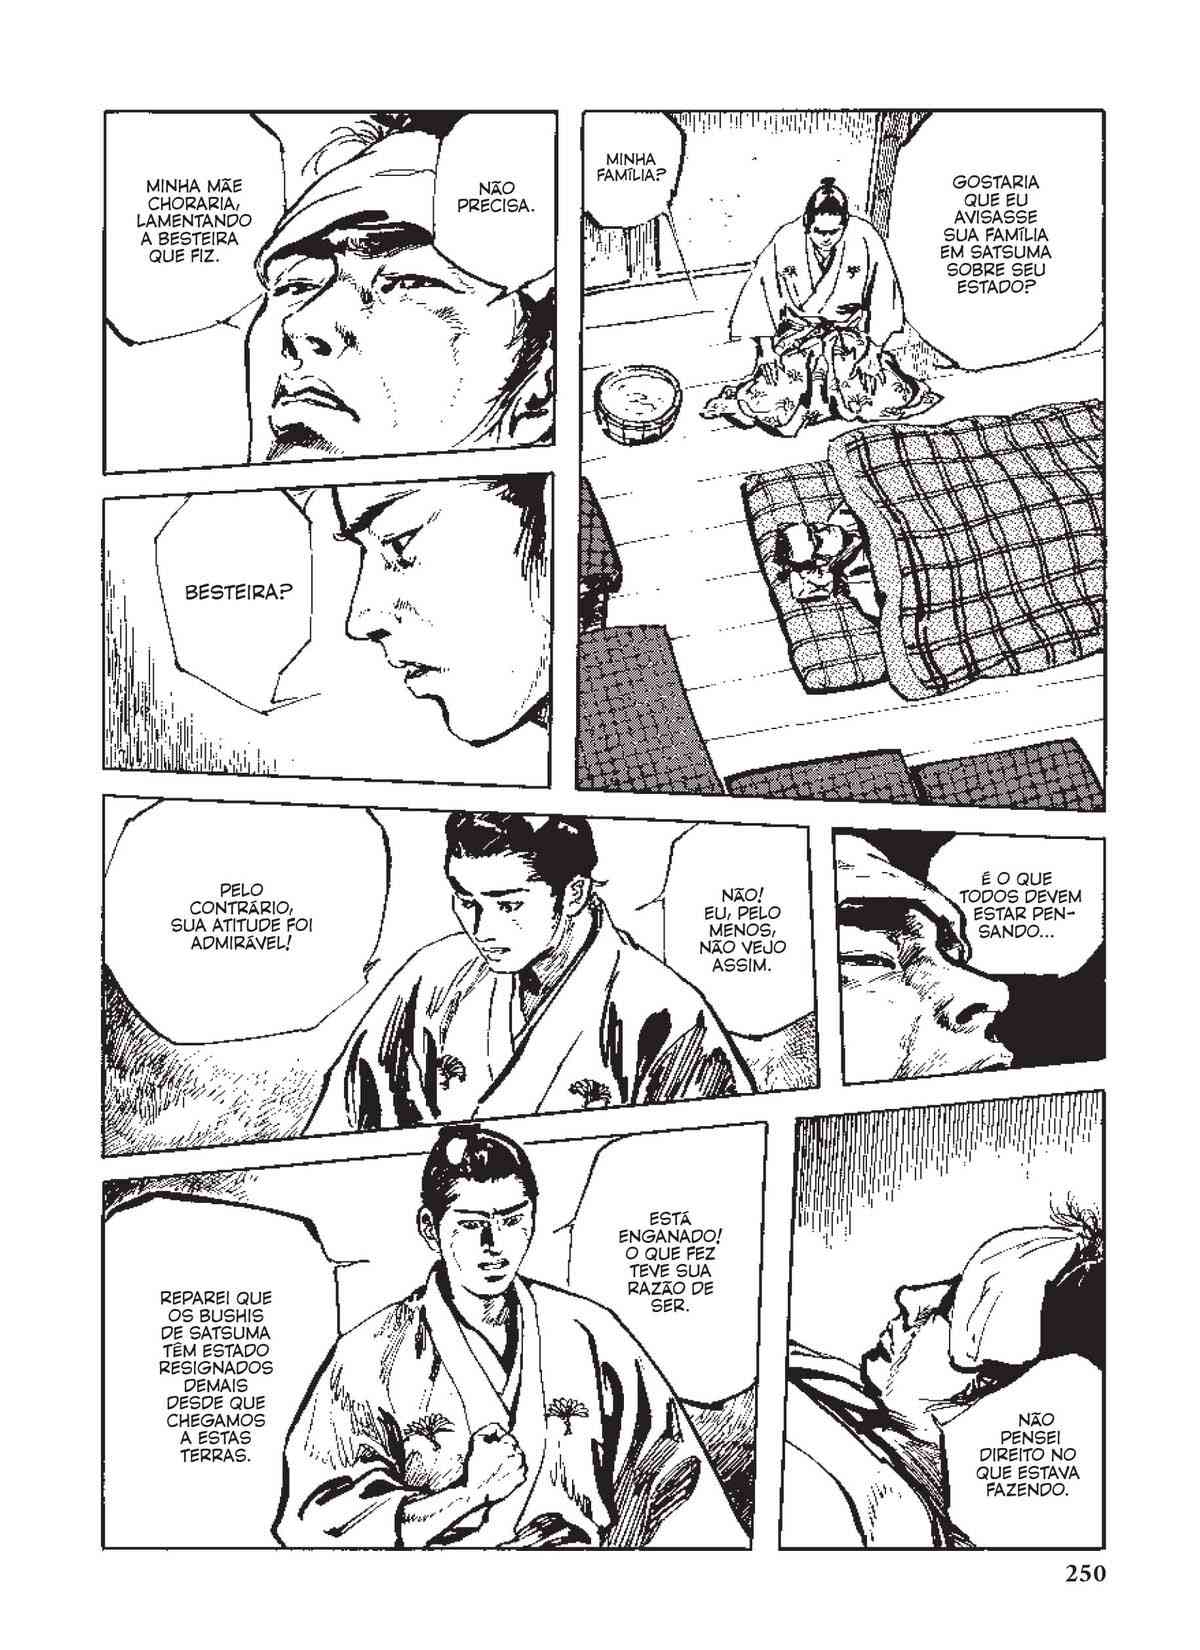 GOSTARIA
QUE EU
AVISASSE
SUA FAMÍLIA
EM SATSUMA
SOBRE SEU
ESTADO?
MINHA
FAMÍLIA?
NÃO
PRECISA.
MINHA MÃE
CHORARIA,
LAMENTANDO
A BESTEIRA
QUE FIZ.
BESTEIRA?
É O QUE
TODOS DEVEM
ESTAR PEN-
SANDO...
NÃO!
EU, PELO
MENOS,
NÃO VEJO
ASSIM.
PELO
CONTRÁRIO,
SUA ATITUDE FOI
ADMIRÁVEL!
NÃO
PENSEI
DIREITO NO
QUE ESTAVA
FAZENDO.
ESTÁ
ENGANADO!
O QUE FEZ
TEVE SUA
RAZÃO DE
SER.
REPAREI QUE
OS BUSHIS
DE SATSUMA
TÊM ESTADO
RESIGNADOS
DEMAIS
DESDE QUE
CHEGAMOS
A ESTAS
TERRAS.
250